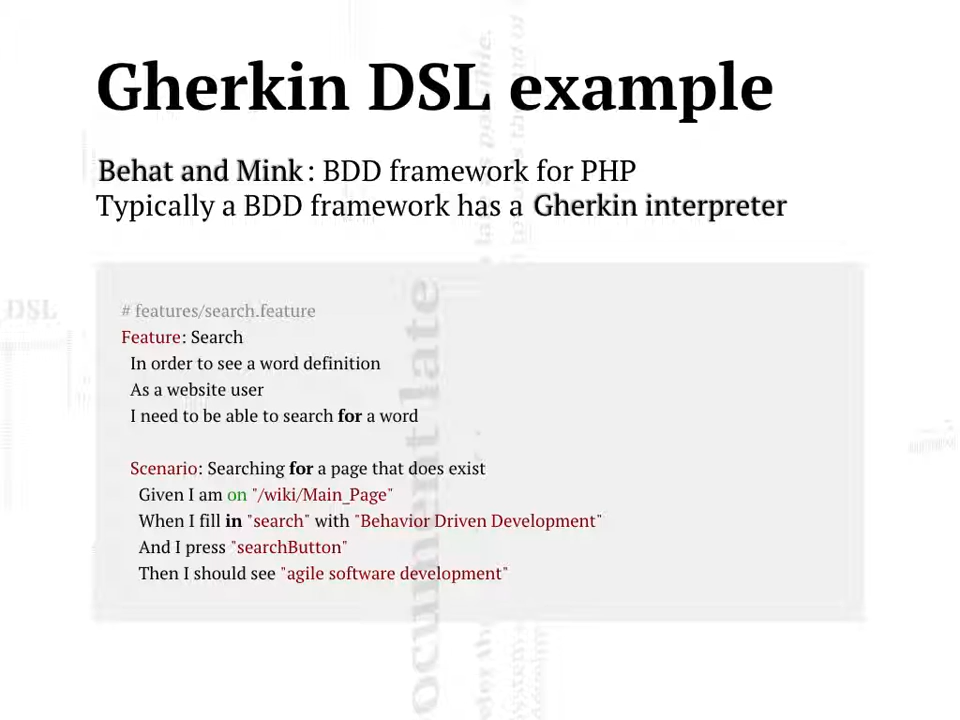 Gherkin DSL example
Behat and Mink: BDD framework for PHP
Typically a BDD framework has a Gherkin interpreter
# features/search.feature
Feature: Search
In order to see a word definition
As a website user
I need to be able to search for a word
Scenario: Searching for a page that does exist
Given I am on "/wiki/Main_Page"
When I fill in "search" with "Behavior Driven Development"
And I press "searchButton"
Then I should see "agile software development"
DSL
ocument late